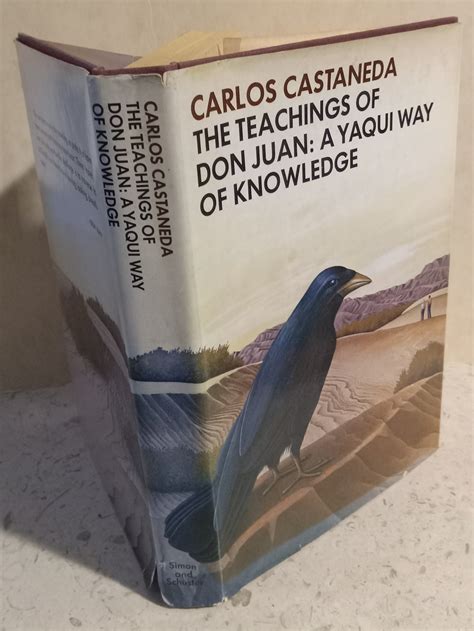 CARLOS CASTANEDA
THE TEACHINGS OF
DON JUAN: A YAQUI WAY
OF KNOWLEDGE
CARLOS CASTANEDA
THE TEACHINGS OF
DON JUAN: A YAQUI WAY
OF KNOWLEDGE
Simon
and
Schuster